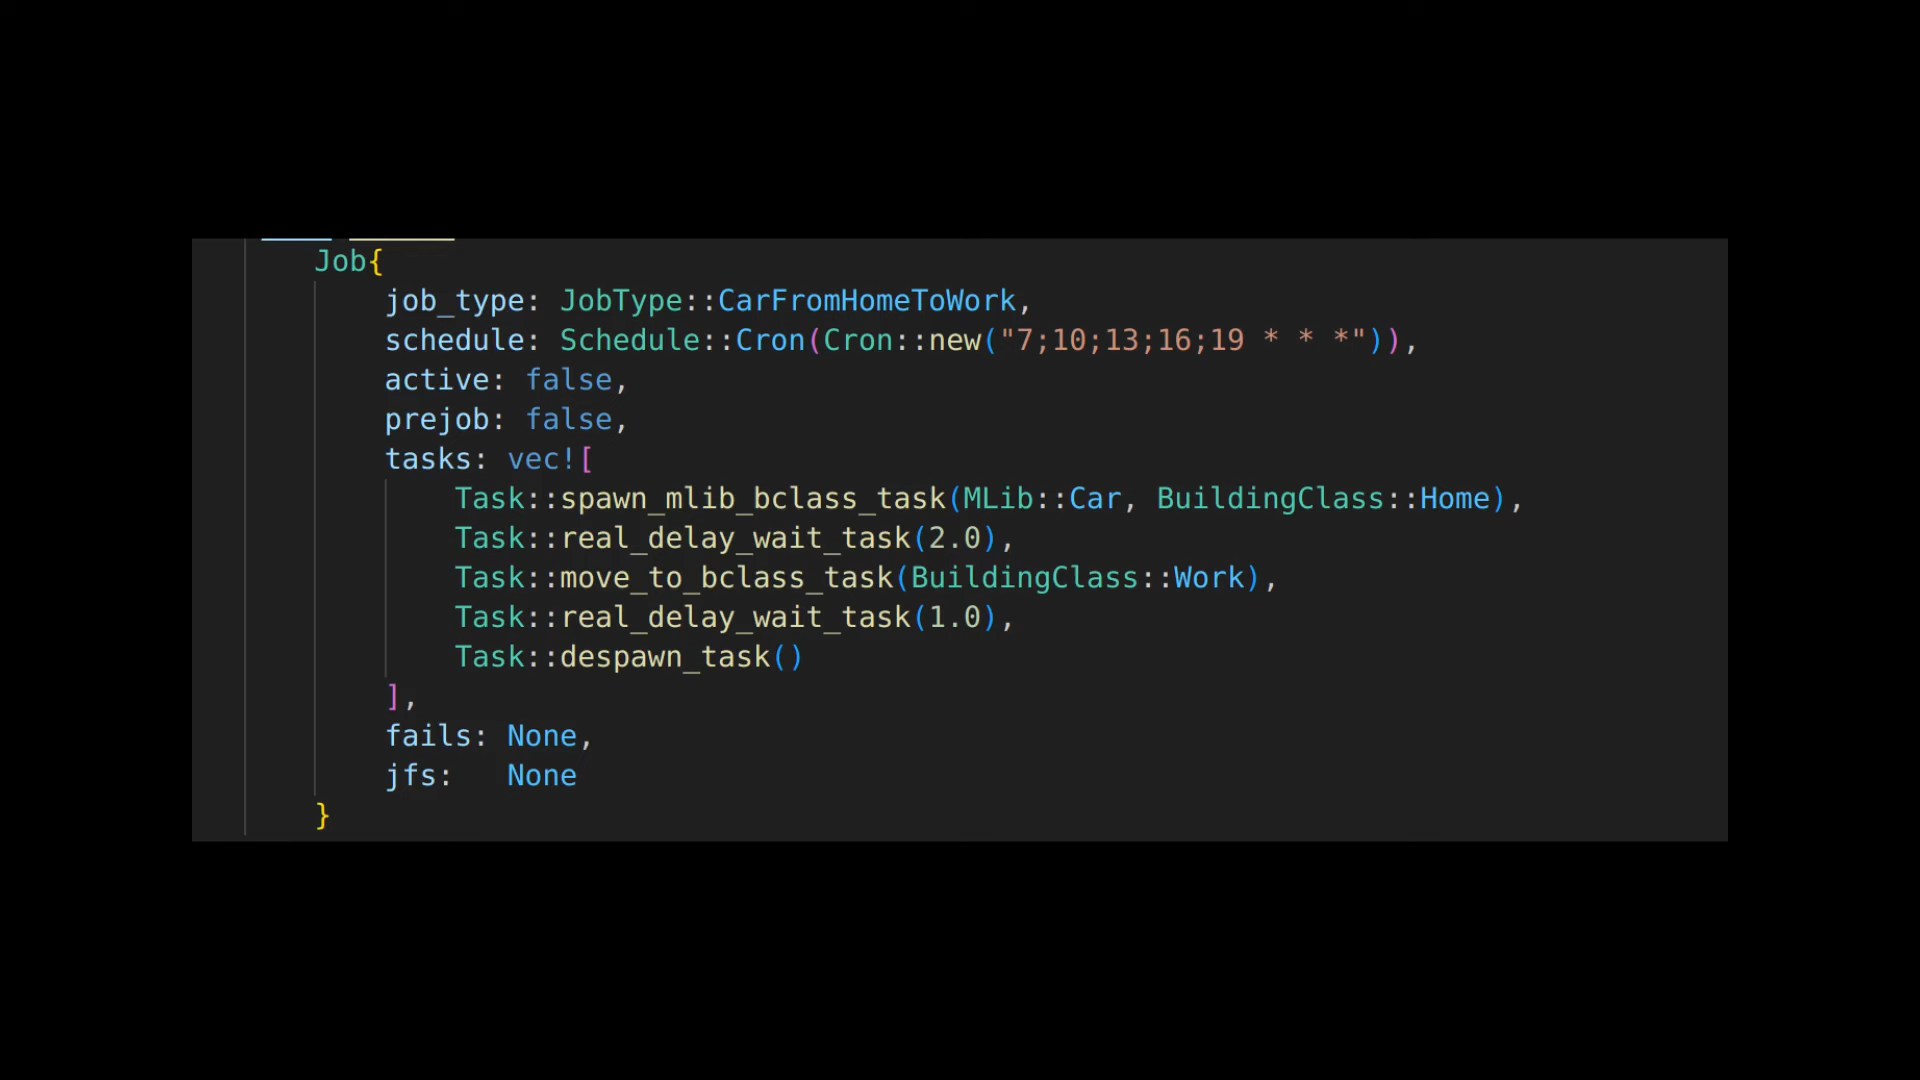 Job{
job_type: JobType::CarFromHomeToWork,
schedule: Schedule::Cron(Cron::new("7;10;13;16;19 * * *")),
active: false,
prejob: false,
tasks: vec![
Task::spawn_mlib_bclass_task(MLib::Car, BuildingClass::Home),
Task::real_delay_wait_task(2.0),
Task::move_to_bclass_task(BuildingClass::Work),
Task::real_delay_wait_task(1.0),
Task::despawn_task()
],
fails: None,
jfs:   None
}